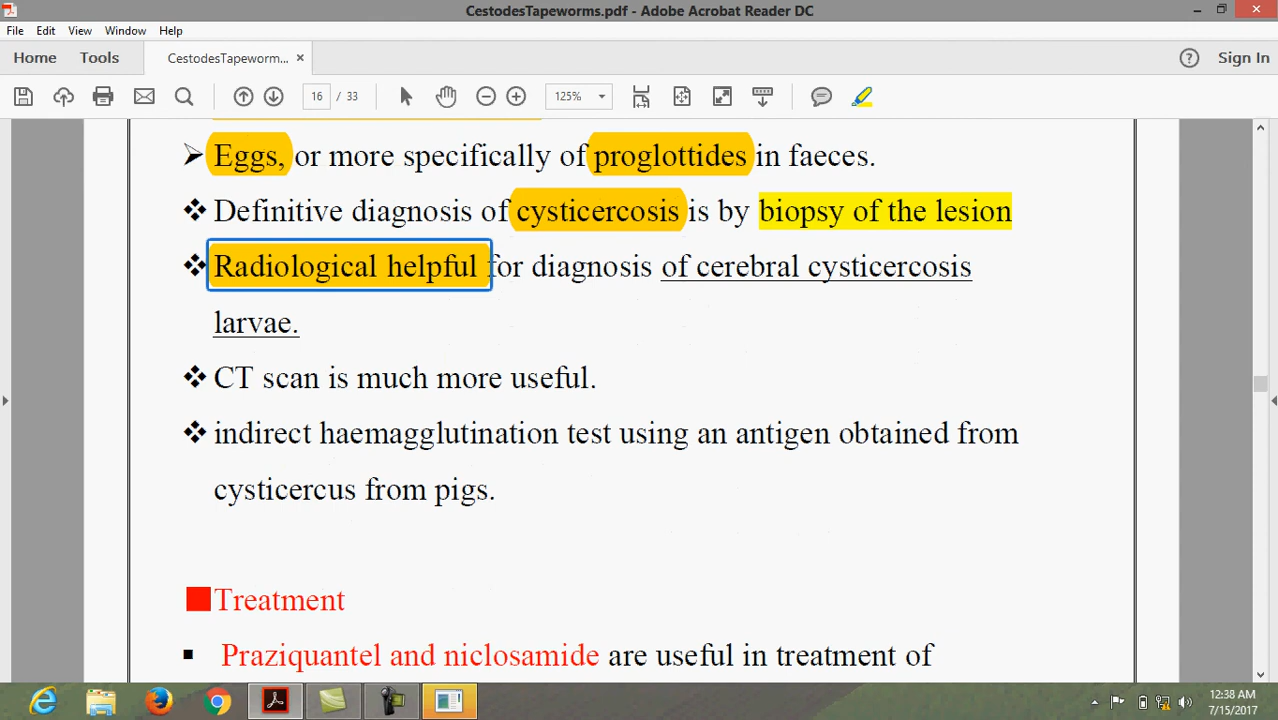 CestodesTapeworms.pdf - Adobe Acrobat Reader DC
File Edit View Window Help
Home Tools CestodesTapeworm... × Sign In
16 / 33 125%
Eggs, or more specifically of proglottides in faeces.
Definitive diagnosis of cysticercosis is by biopsy of the lesion
Radiological helpful for diagnosis of cerebral cysticercosis
larvae.
CT scan is much more useful.
indirect haemagglutination test using an antigen obtained from
cysticercus from pigs.
Treatment
Praziquantel and niclosamide are useful in treatment of
12:38 AM
7/15/2017